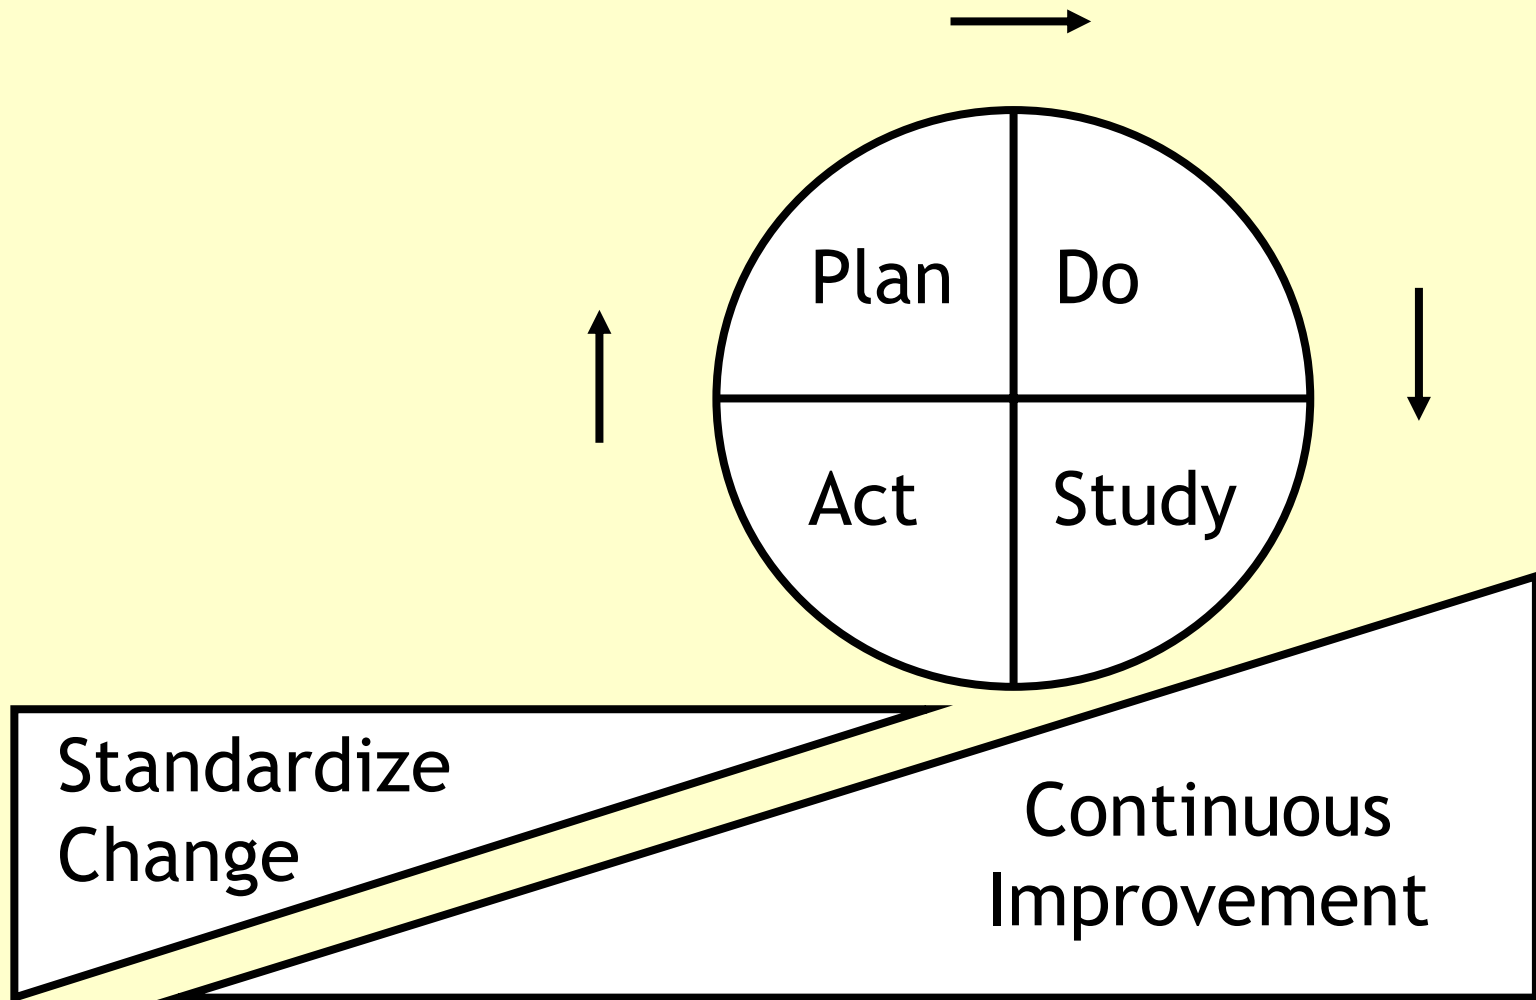 Plan
Do
Act
Study
Standardize
Change
Continuous
Improvement